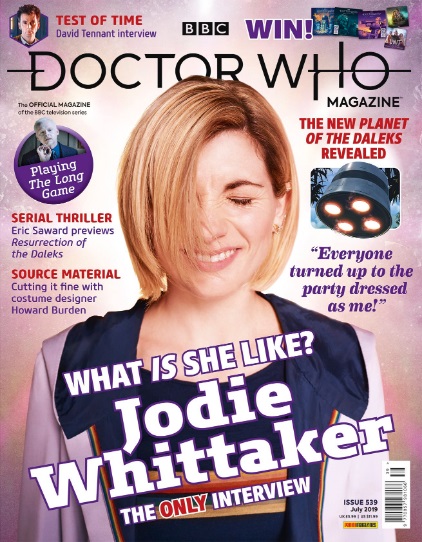 TEST OF TIME
David Tennant interview
BBC
WIN!
DOCTOR WHO
MAGAZINE
The OFFICIAL MAGAZINE
of the BBC television series
THE NEW PLANET
OF THE DALEKS
REVEALED
Playing
The Long
Game
SERIAL THRILLER
Eric Saward previews
Resurrection of
the Daleks
SOURCE MATERIAL
Cutting it fine with
costume designer
Howard Burden
“Everyone
turned up to the
party dressed
as me!”
WHAT IS SHE LIKE?
Jodie
Whittaker
THE ONLY INTERVIEW
ISSUE 539
July 2019